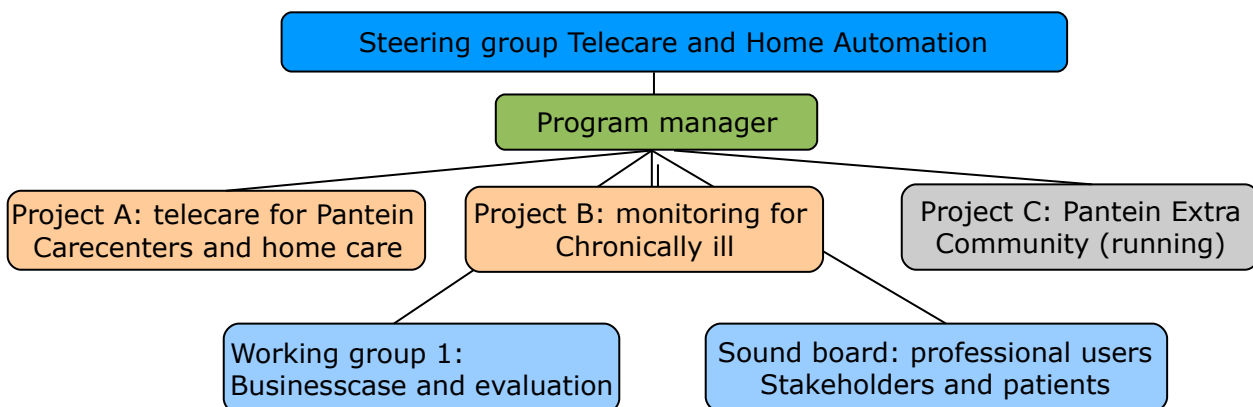 Steering group Telecare and Home Automation
Program manager
Project A: telecare for Pantein
Carecenters and home care
Project B: monitoring for
Chronically ill
Project C: Pantein Extra
Community (running)
Working group 1:
Businesscase and evaluation
Sound board: professional users
Stakeholders and patients